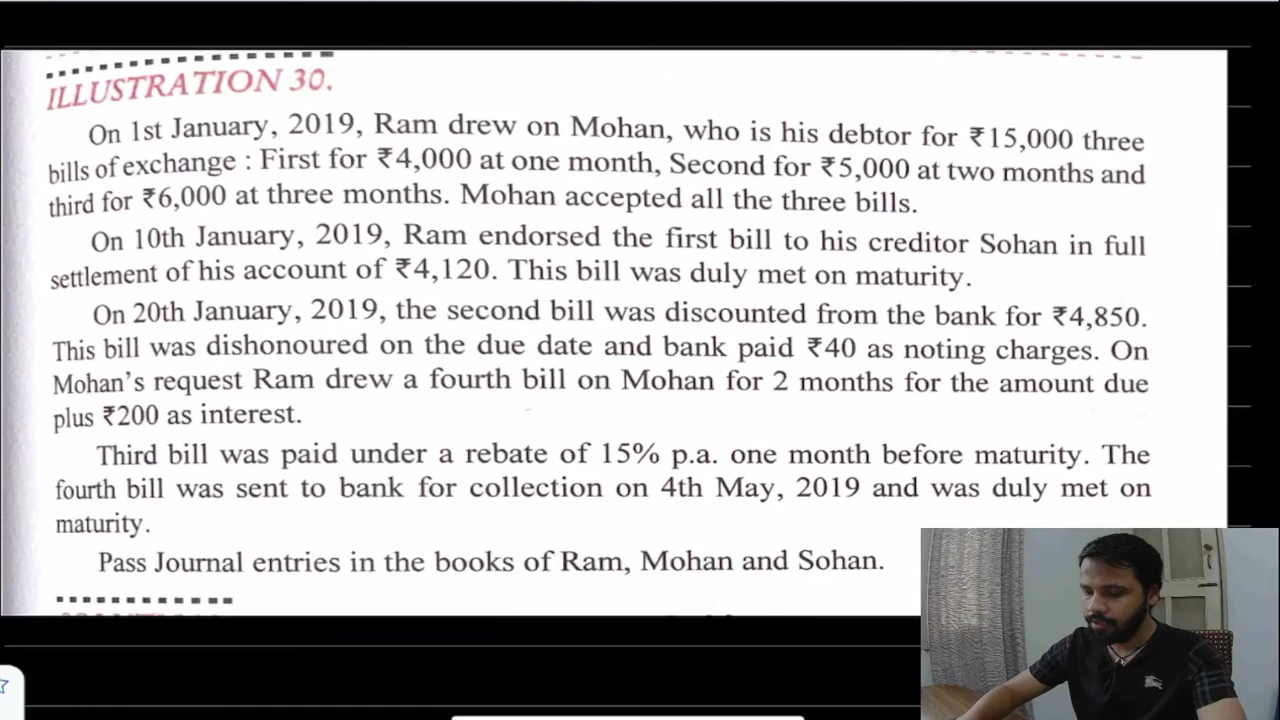 ILLUSTRATION 30.
On 1st January, 2019, Ram drew on Mohan, who is his debtor for ₹15,000 three
bills of exchange : First for ₹4,000 at one month, Second for ₹5,000 at two months and
third for ₹6,000 at three months. Mohan accepted all the three bills.
On 10th January, 2019, Ram endorsed the first bill to his creditor Sohan in full
settlement of his account of ₹4,120. This bill was duly met on maturity.
On 20th January, 2019, the second bill was discounted from the bank for ₹4,850.
This bill was dishonoured on the due date and bank paid ₹40 as noting charges. On
Mohan's request Ram drew a fourth bill on Mohan for 2 months for the amount due
plus ₹200 as interest.
Third bill was paid under a rebate of 15% p.a. one month before maturity. The
fourth bill was sent to bank for collection on 4th May, 2019 and was duly met on
maturity.
Pass Journal entries in the books of Ram, Mohan and Sohan.